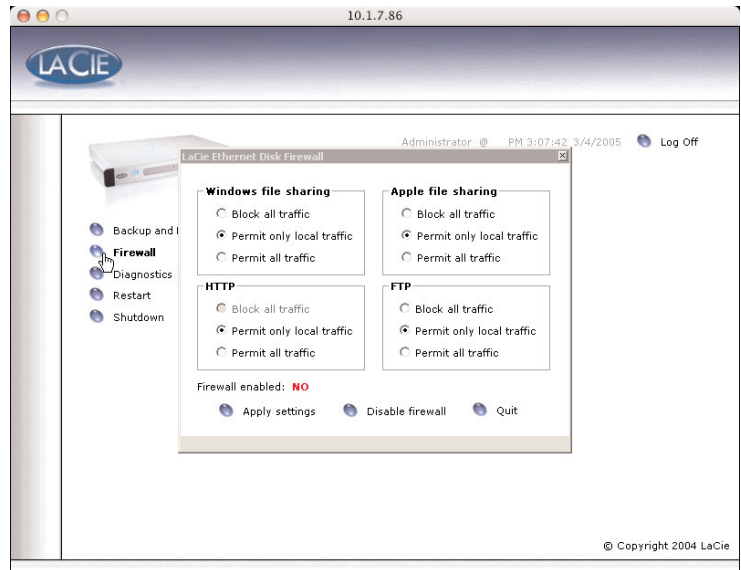 10.1.7.86
LACIE
Administrator @ PM 3:07:42 3/4/2005 Log Off
LaCie Ethernet Disk Firewall
Windows file sharing Apple file sharing
Block all traffic Block all traffic
Backup and
Permit only local traffic Permit only local traffic
Firewall
Permit all traffic Permit all traffic
Diagnostics
HTTP FTP
Restart
Block all traffic Block all traffic
Shutdown
Permit only local traffic Permit only local traffic
Permit all traffic Permit all traffic
Firewall enabled: NO
Apply settings Disable firewall Quit
© Copyright 2004 LaCie